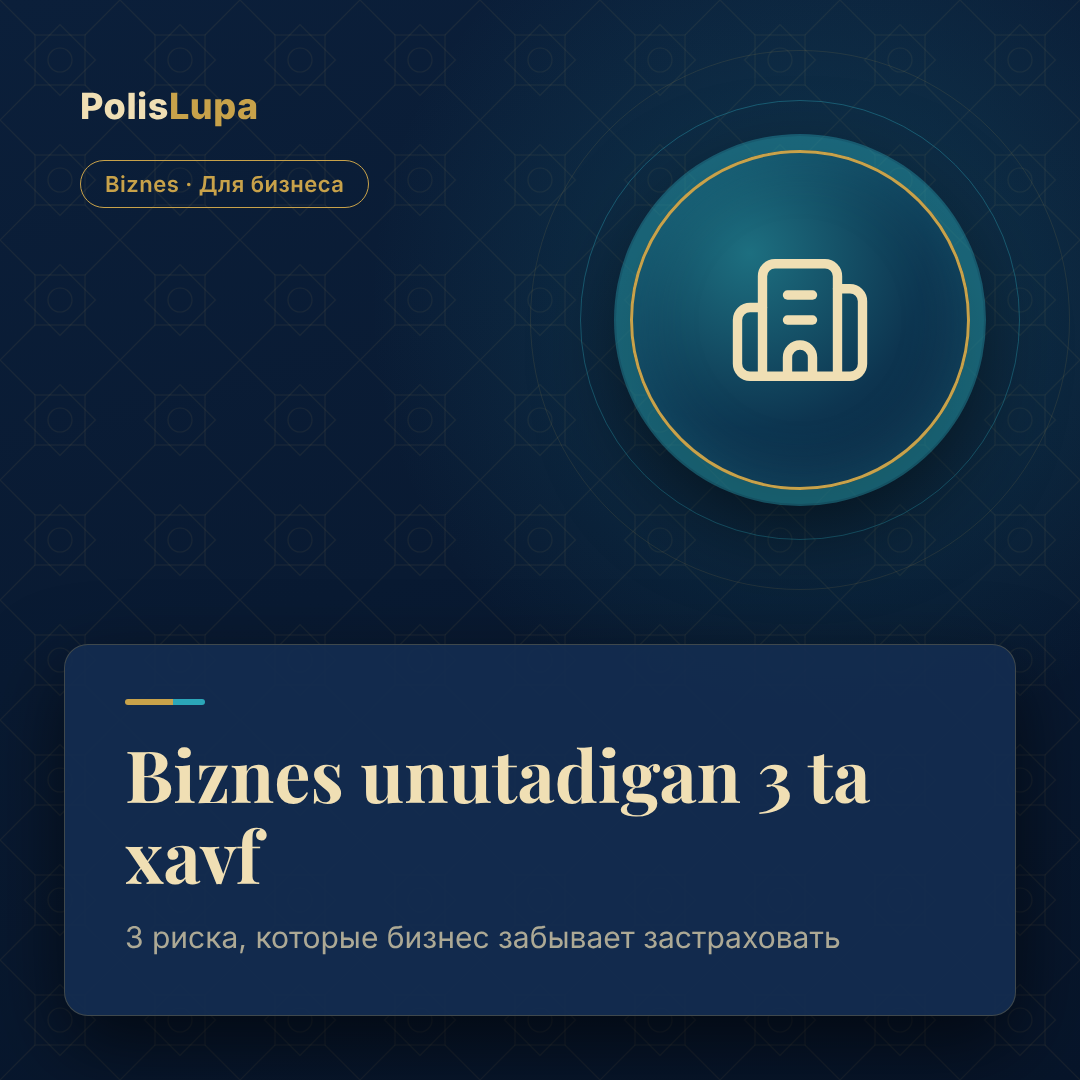 PolisLupa
Biznes · Для бизнеса
Biznes unutadigan 3 ta
xavf
3 риска, которые бизнес забывает застраховать